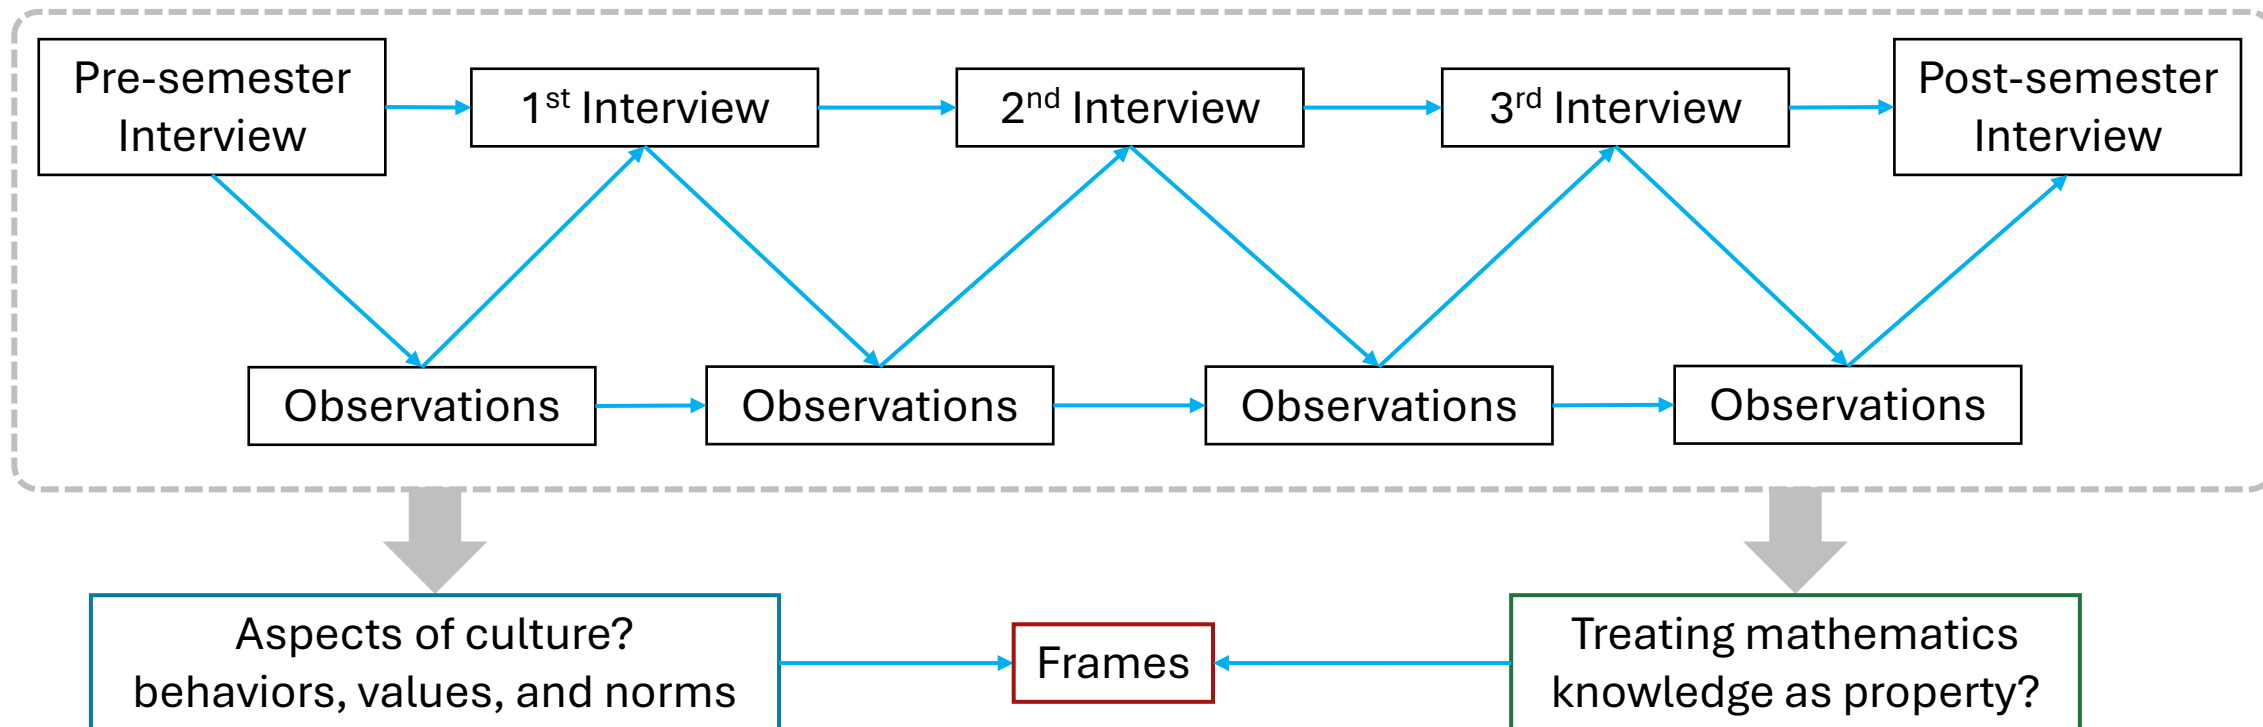 Pre-semester
Interview
1st Interview
2nd Interview
3rd Interview
Post-semester
Interview
Observations
Observations
Observations
Observations
Aspects of culture?
behaviors, values, and norms
Frames
Treating mathematics
knowledge as property?